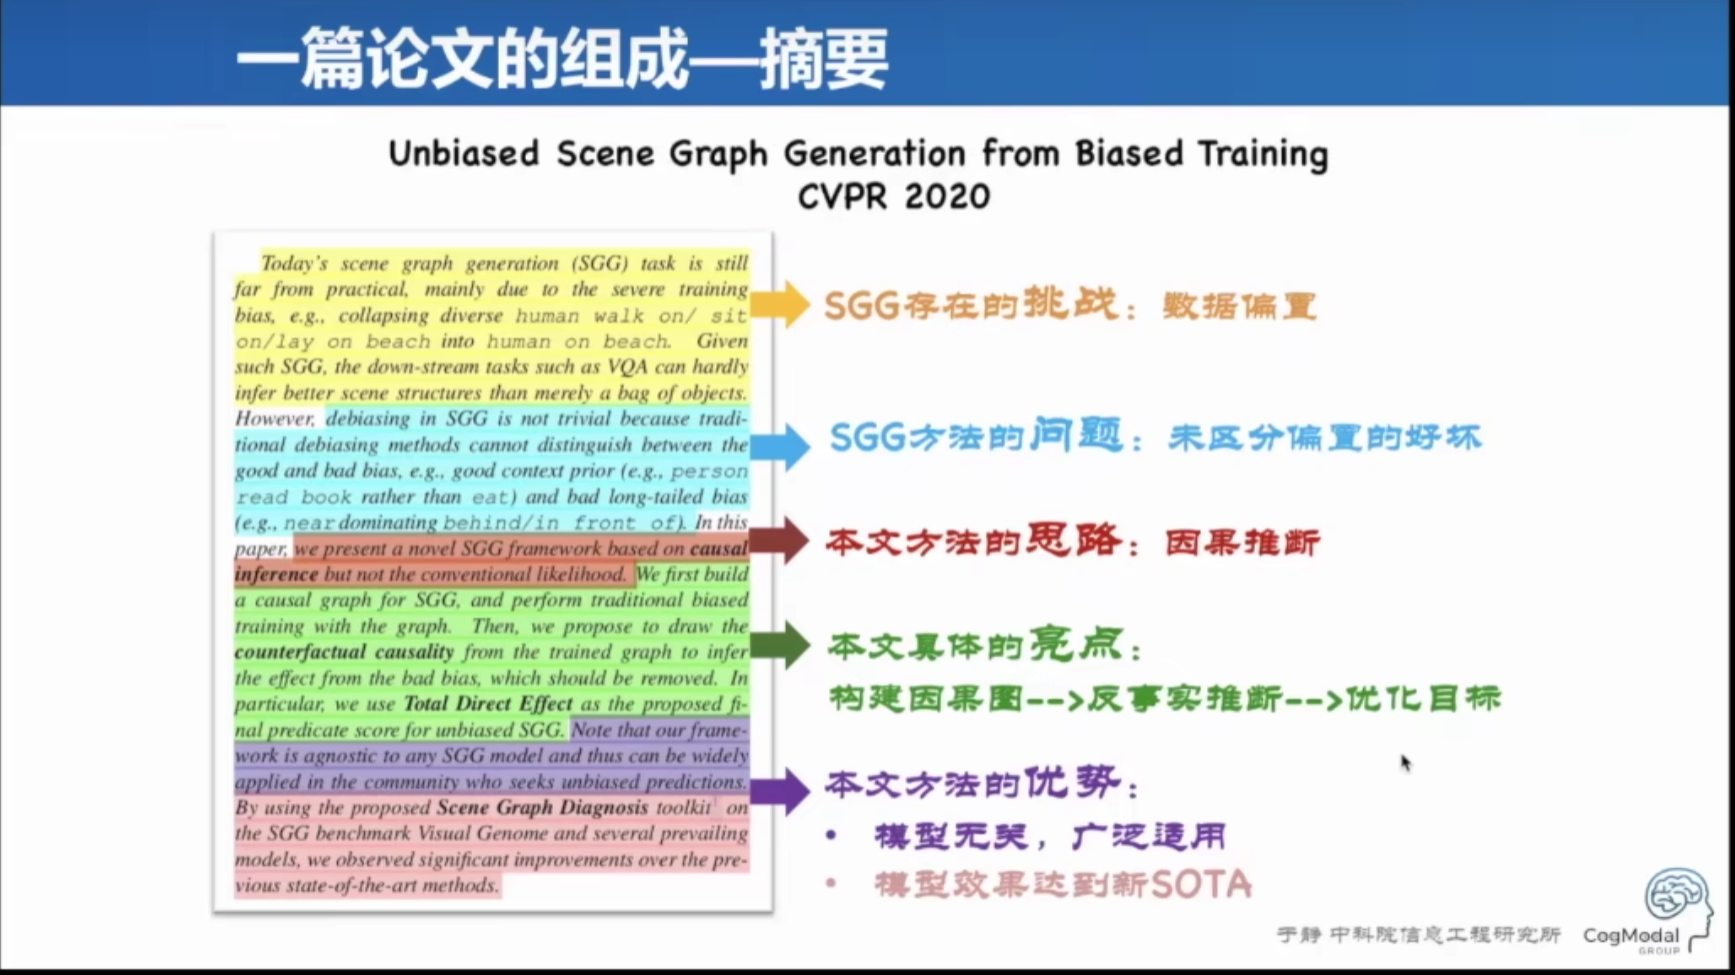 一篇论文的组成—摘要
Unbiased Scene Graph Generation from Biased Training
CVPR 2020
Today's scene graph generation (SGG) task is still
far from practical, mainly due to the severe training
bias, e.g., collapsing diverse human walk on/ sit
on/lay on beach into human on beach. Given
such SGG, the down-stream tasks such as VQA can hardly
infer better scene structures than merely a bag of objects.
However, debiasing in SGG is not trivial because tradi-
tional debiasing methods cannot distinguish between the
good and bad bias, e.g., good context prior (e.g., person
read book rather than eat) and bad long-tailed bias
(e.g., near dominating behind/in front of). In this
paper, we present a novel SGG framework based on causal
inference but not the conventional likelihood. We first build
a causal graph for SGG, and perform traditional biased
training with the graph. Then, we propose to draw the
counterfactual causality from the trained graph to infer
the effect from the bad bias, which should be removed. In
particular, we use Total Direct Effect as the proposed fi-
nal predicate score for unbiased SGG. Note that our frame-
work is agnostic to any SGG model and thus can be widely
applied in the community who seeks unbiased predictions.
By using the proposed Scene Graph Diagnosis toolkit¹ on
the SGG benchmark Visual Genome and several prevailing
models, we observed significant improvements over the pre-
vious state-of-the-art methods.
SGG存在的挑战：数据偏置
SGG方法的问题：未区分偏置的好坏
本文方法的思路：因果推断
本文具体的亮点：
构建因果图-->反事实推断-->优化目标
本文方法的优势：
• 模型无关，广泛适用
• 模型效果达到新SOTA
于静 中科院信息工程研究所
CogModal
GROUP